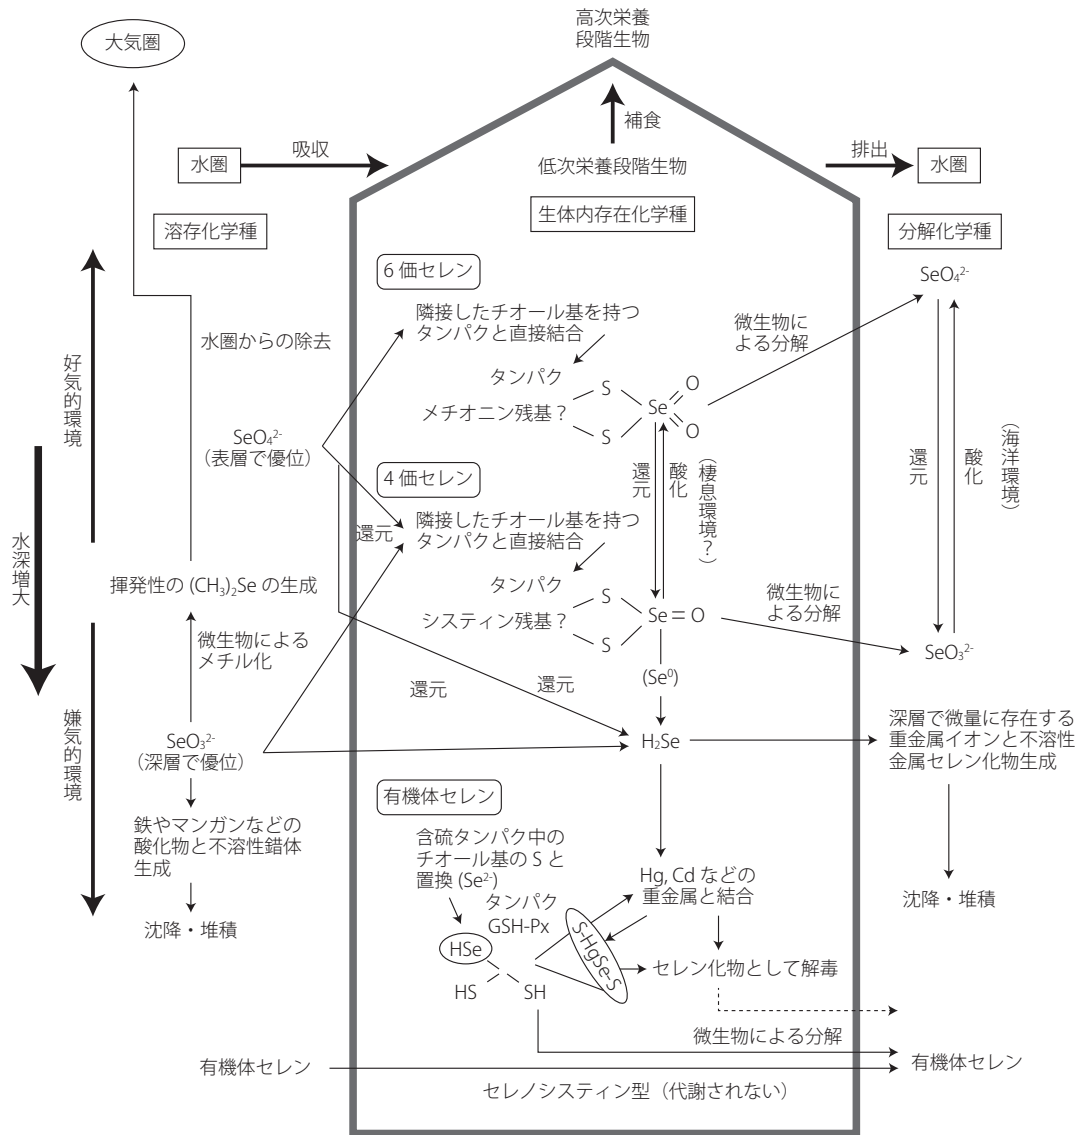 高次栄養
段階生物
大気圏
補食
水圏
吸収
低次栄養段階生物
排出
水圏
溶存化学種
生体内存在化学種
分解化学種
6価セレン
SeO₄²⁻
隣接したチオール基を持つ
タンパクと直接結合
水圏からの除去
微生物に
よる分解
好気的環境
タンパク
メチオニン残基？
S
S
Se
O
O
SeO₄²⁻
（表層で優位）
還元
酸化
（棲息環境？）
還元
酸化
（海洋環境）
4価セレン
還元
隣接したチオール基を持つ
タンパクと直接結合
水深増大
揮発性の (CH₃)₂Se の生成
タンパク
システィン残基？
S
S
Se = O
微生物に
よる分解
微生物による
メチル化
SeO₃²⁻
還元
還元
(Se⁰)
嫌気的環境
SeO₃²⁻
（深層で優位）
H₂Se
深層で微量に存在する
重金属イオンと不溶性
金属セレン化物生成
有機体セレン
鉄やマンガンなどの
酸化物と不溶性錯体
生成
含硫タンパク中の
チオール基の S と
置換 (Se²⁻)
Hg, Cd などの
重金属と結合
沈降・堆積
沈降・堆積
タンパク
GSH-Px
HSe
S-HgSe-S
セレン化物として解毒
HS
SH
微生物による分解
有機体セレン
有機体セレン
セレノシスティン型（代謝されない）